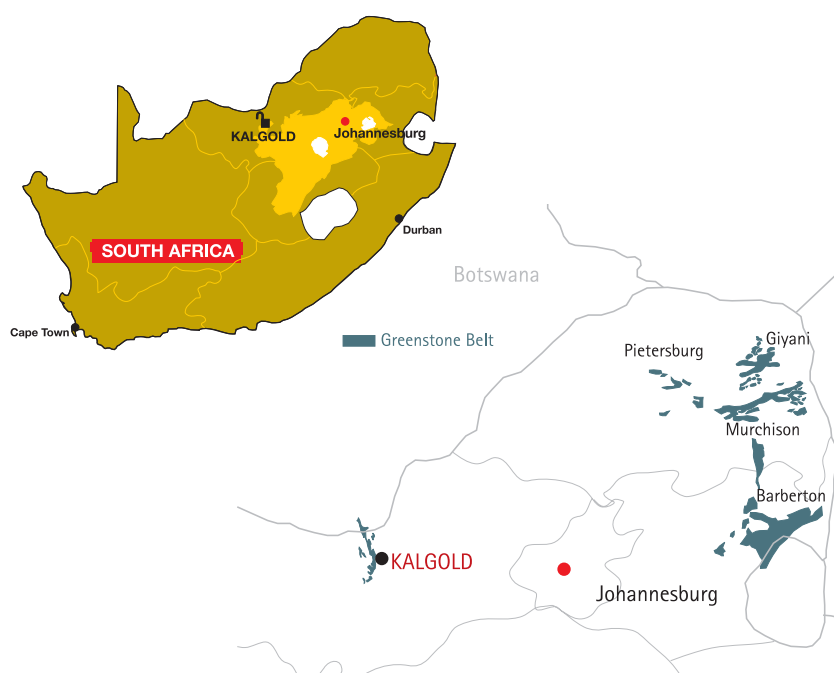 KALGOLD
Johannesburg
Durban
SOUTH AFRICA
Cape Town
Botswana
Greenstone Belt
Giyani
Pietersburg
Murchison
Barberton
KALGOLD
Johannesburg